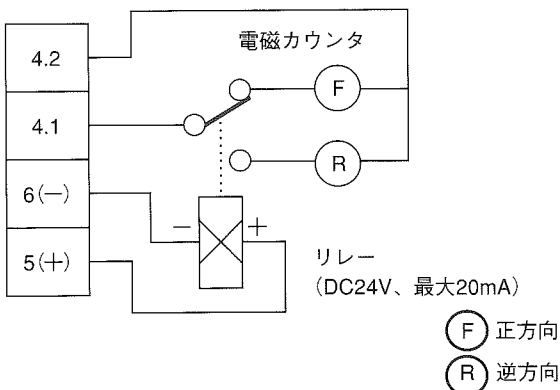 電磁カウンタ
4.2
F
4.1
R
6(－)
－
＋
5(＋)
リレー
(DC24V、最大20mA)
F 正方向
R 逆方向